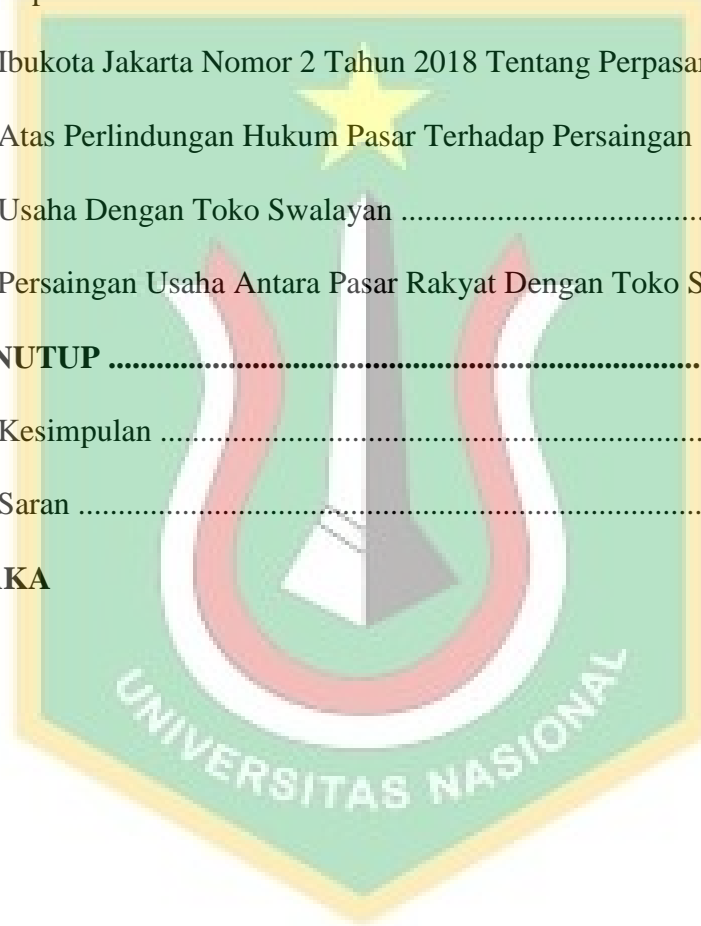 Ibukota Jakarta Nomor 2 Tahun 2018 Tentang Perpasa
Atas Perlindungan Hukum Pasar Terhadap Persaingan
Usaha Dengan Toko Swalayan ........................................
Persaingan Usaha Antara Pasar Rakyat Dengan Toko S
NUTUP ........................................................................
Kesimpulan ..................................................................
Saran ............................................................................
KA
UNIVERSITAS NASIONAL